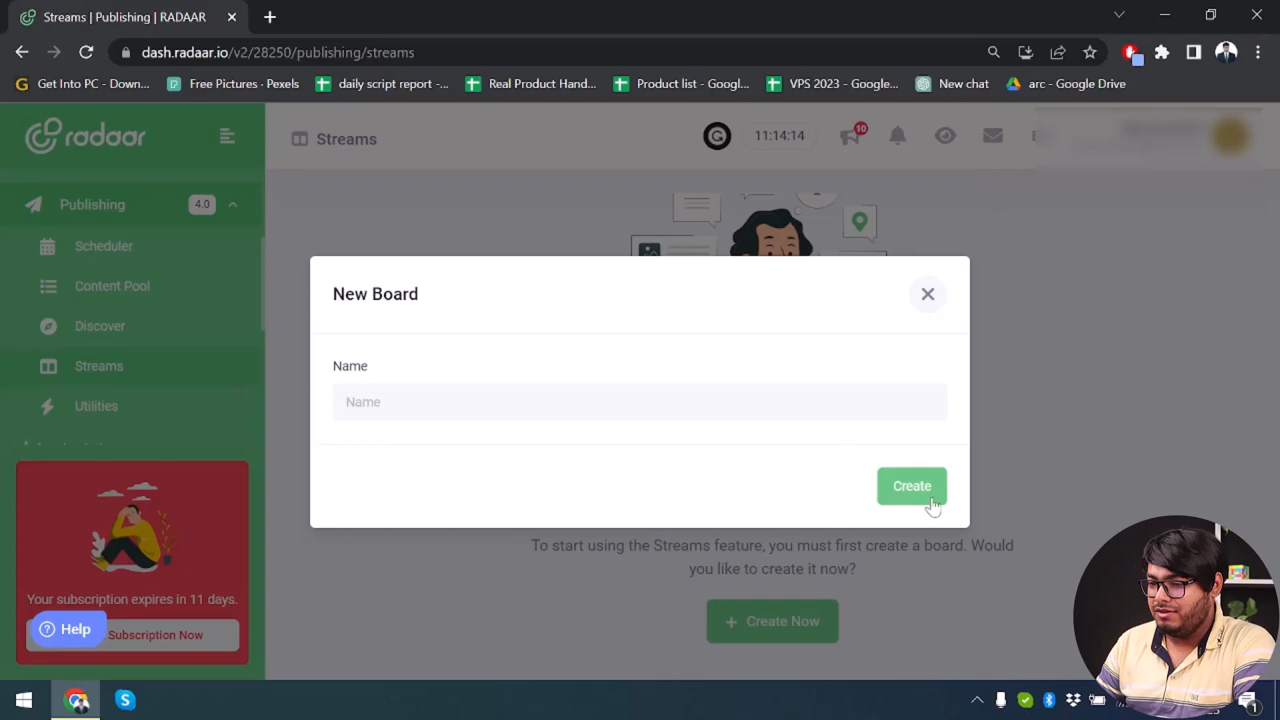 Streams | Publishing | RADAAR
dash.radaar.io/v2/28250/publishing/streams
Get Into PC - Down...
Free Pictures - Pexels
daily script report -...
Real Product Hand...
Product list - Googl...
VPS 2023 – Google...
New chat
arc - Google Drive
radaar
Streams
G
11:14:14
10
Publishing
4.0
Scheduler
Content Pool
Discover
Streams
Utilities
New Board
Name
Name
Create
To start using the Streams feature, you must first create a board. Would
you like to create it now?
+ Create Now
Your subscription expires in 11 days.
Subscription Now
? Help
1